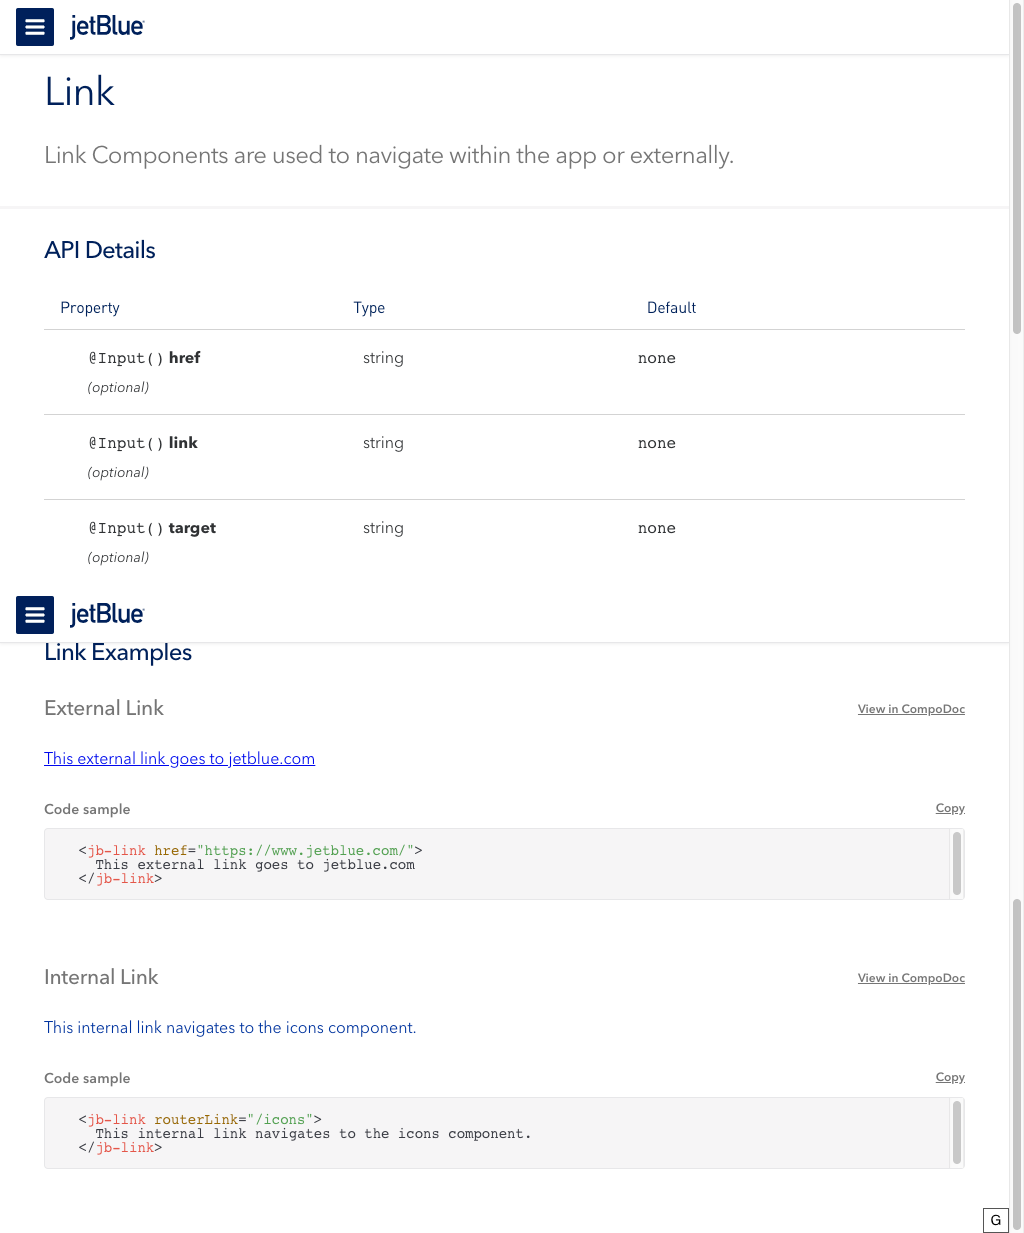 jetBlue
Link
Link Components are used to navigate within the app or externally.
API Details
Property Type Default
@Input() href string none
(optional)
@Input() link string none
(optional)
@Input() target string none
(optional)
jetBlue
Link Examples
External Link View in CompoDoc
This external link goes to jetblue.com
Code sample Copy
<jb-link href="https://www.jetblue.com/">
This external link goes to jetblue.com
</jb-link>
Internal Link View in CompoDoc
This internal link navigates to the icons component.
Code sample Copy
<jb-link routerLink="/icons">
This internal link navigates to the icons component.
</jb-link>
G